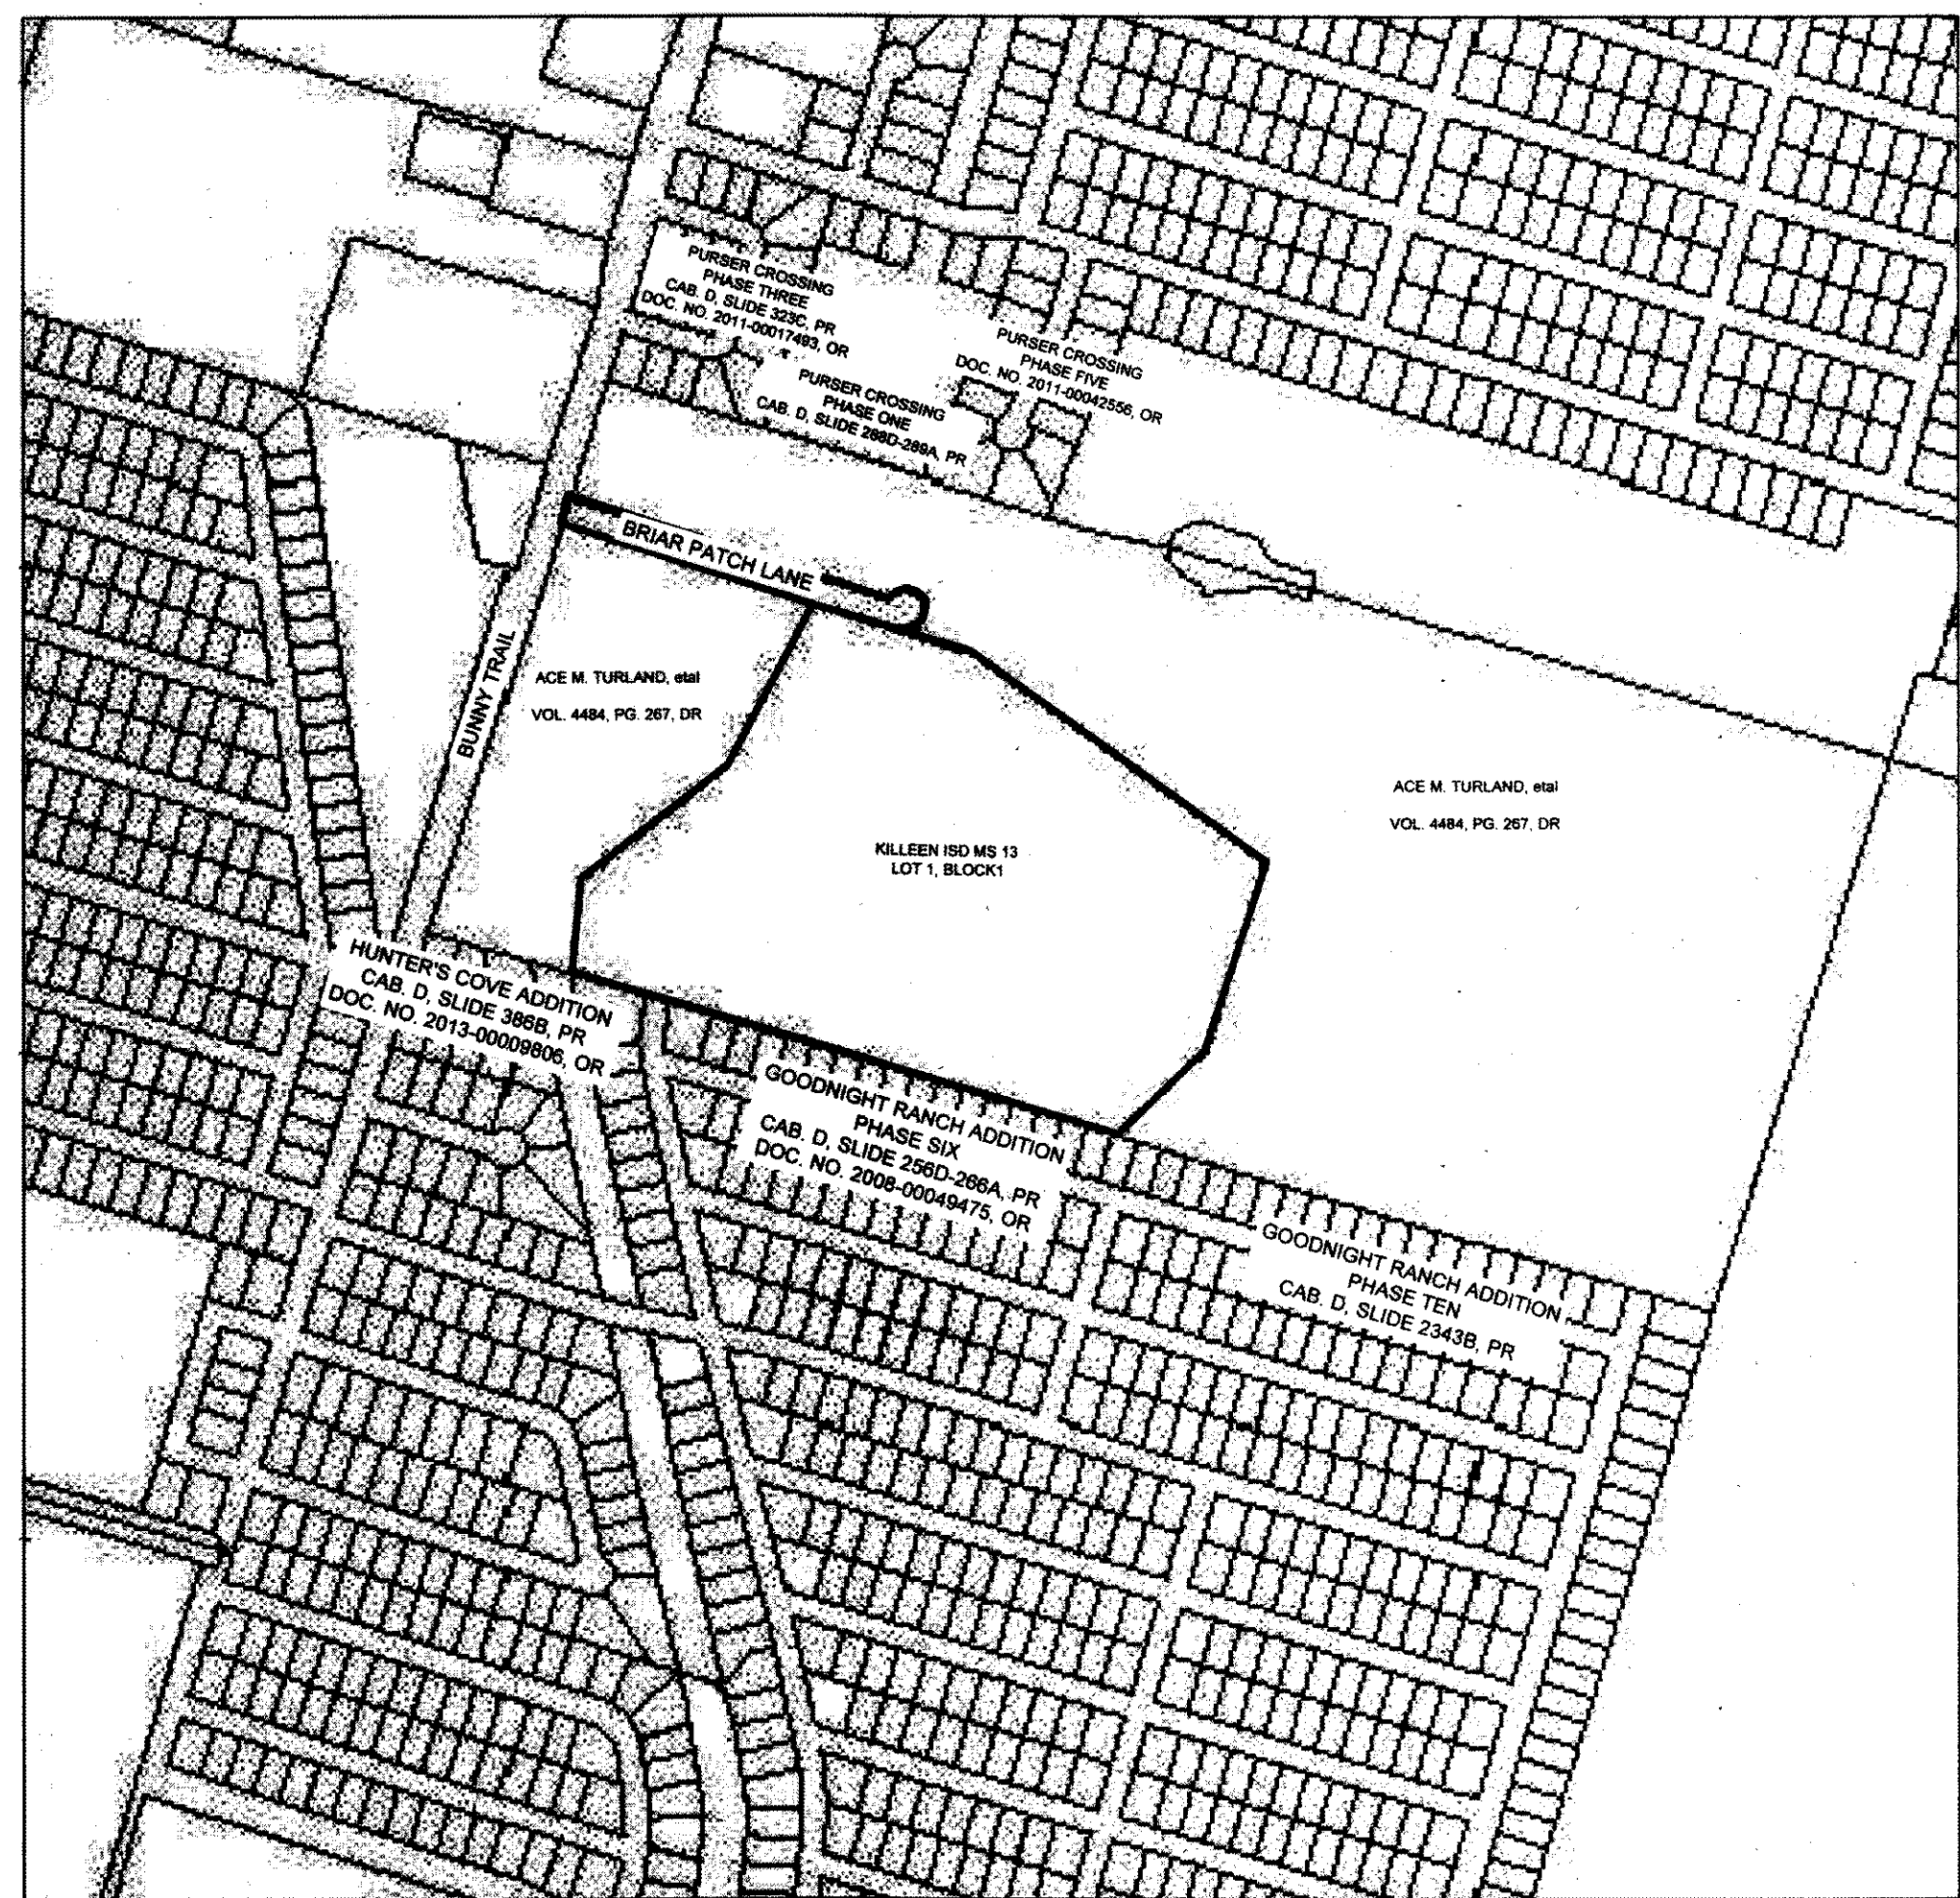 PURSER CROSSING
PHASE THREE
CAB. D, SLIDE 323C, PR
DOC. NO. 2011-00017493, OR
PURSER CROSSING
PHASE FIVE
DOC. NO. 2011-00042556, OR
PURSER CROSSING
PHASE ONE
CAB. D, SLIDE 288D-289A, PR
BRIAR PATCH LANE
BUNNY TRAIL
ACE M. TURLAND, etal
VOL. 4484, PG. 267, DR
ACE M. TURLAND, etal
VOL. 4484, PG. 267, DR
KILLEEN ISD MS 13
LOT 1, BLOCK1
HUNTER'S COVE ADDITION
CAB. D, SLIDE 386B, PR
DOC. NO. 2013-00009806, OR
GOODNIGHT RANCH ADDITION
PHASE SIX
CAB. D, SLIDE 256D-266A, PR
DOC. NO. 2008-00049475, OR
GOODNIGHT RANCH ADDITION
PHASE TEN
CAB. D, SLIDE 2343B, PR